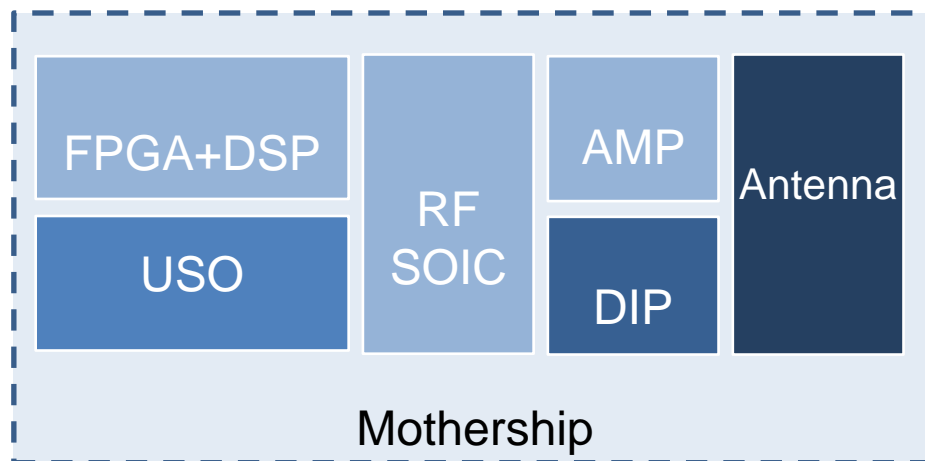 FPGA+DSP
USO
RF
SOIC
AMP
DIP
Antenna
Mothership